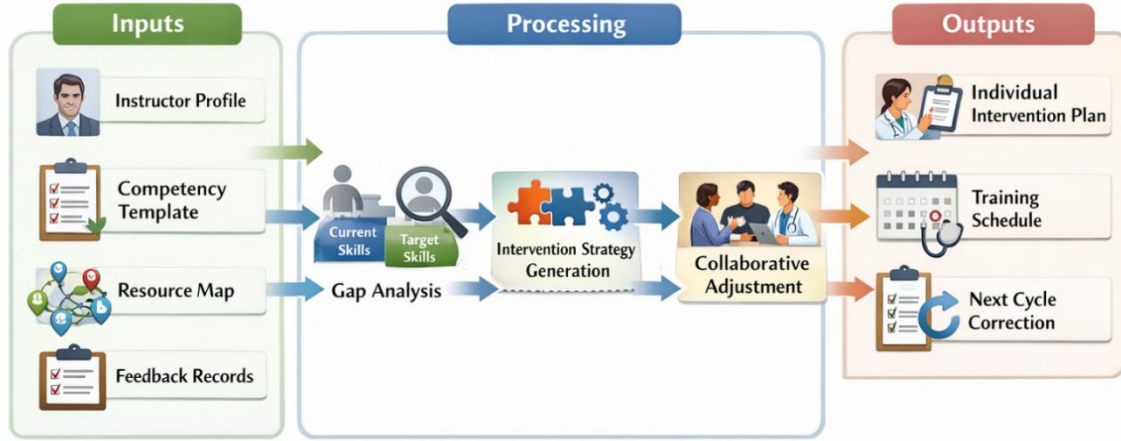 Inputs
Instructor Profile
Competency
Template
Resource Map
Feedback Records
Processing
Current
Skills
Target
Skills
Gap Analysis
Intervention Strategy
Generation
Collaborative
Adjustment
Outputs
Individual
Intervention Plan
Training
Schedule
Next Cycle
Correction